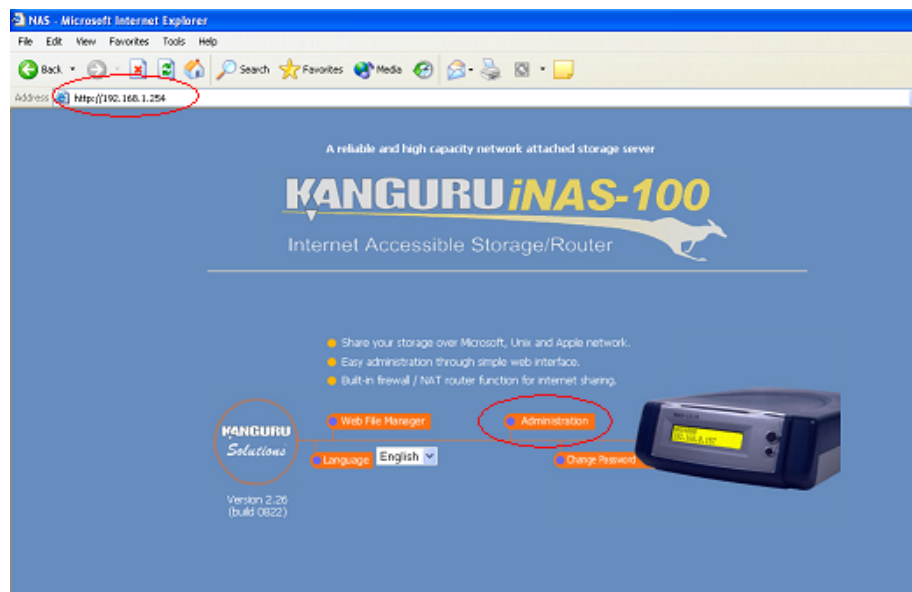 NAS - Microsoft Internet Explorer
File Edit View Favorites Tools Help
Back Search Favorites Media
Address http://192.168.1.254
A reliable and high capacity network attached storage server
KANGURU iNAS-100
Internet Accessible Storage/Router
Share your storage over Microsoft, Unix and Apple network.
Easy administration through simple web interface.
Built-in firewall / NAT router function for internet sharing.
Web File Manager Administration
KANGURU
Solutions
Language English Change Password
Version 2.26
(build 0822)